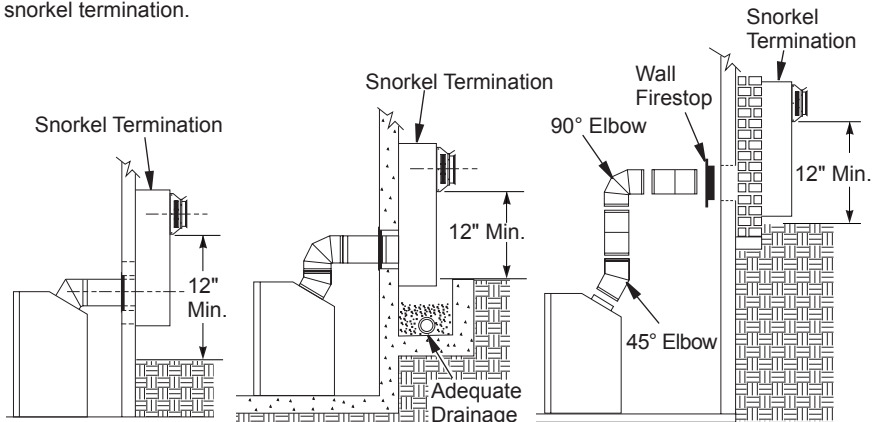 snorkel termination.
Snorkel Termination
12"
Min.
Snorkel Termination
12" Min.
Adequate
Drainage
Snorkel
Termination
Wall
Firestop
90° Elbow
12" Min.
45° Elbow